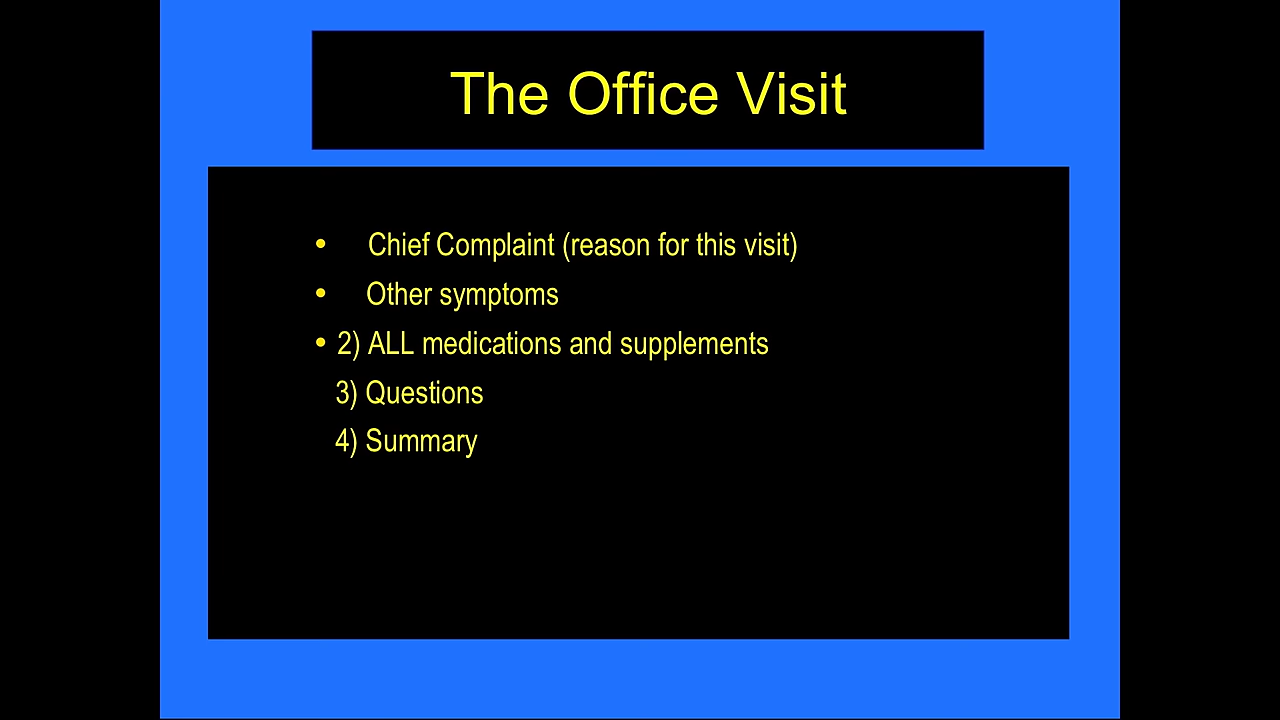 The Office Visit
• Chief Complaint (reason for this visit)
• Other symptoms
• 2) ALL medications and supplements
3) Questions
4) Summary